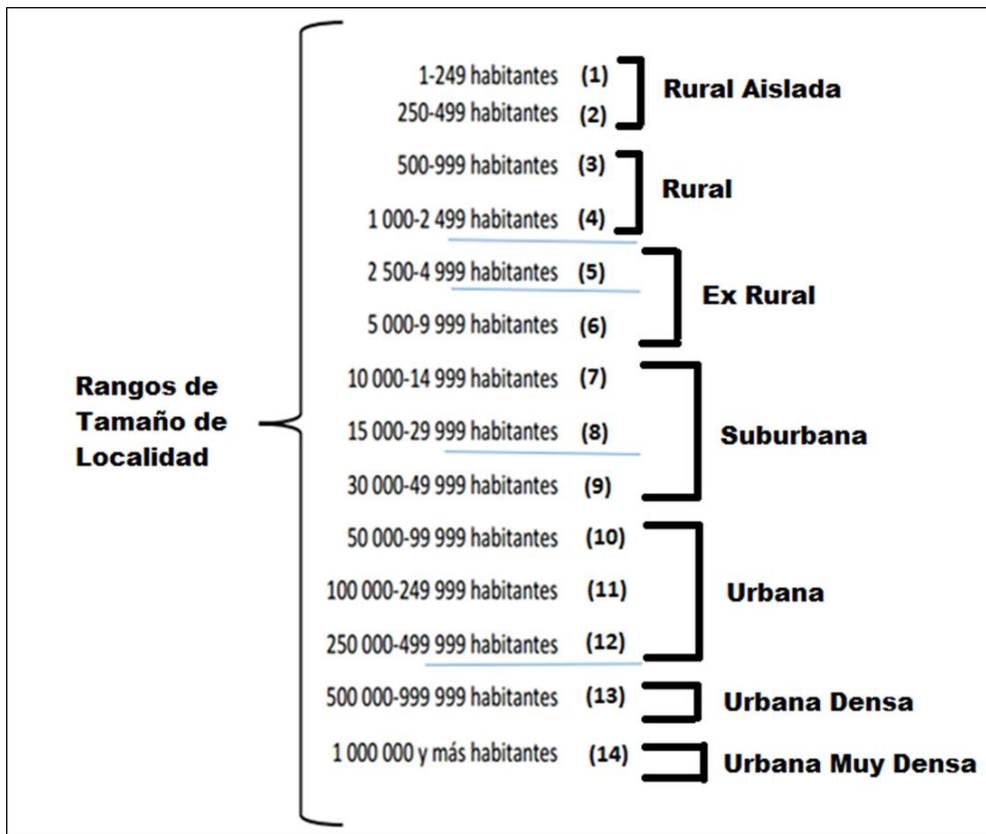 1-249 habitantes (1)
250-499 habitantes (2)
Rural Aislada
500-999 habitantes (3)
1 000-2 499 habitantes (4)
Rural
2 500-4 999 habitantes (5)
5 000-9 999 habitantes (6)
Ex Rural
Rangos de
Tamaño de
Localidad
10 000-14 999 habitantes (7)
15 000-29 999 habitantes (8)
30 000-49 999 habitantes (9)
Suburbana
50 000-99 999 habitantes (10)
100 000-249 999 habitantes (11)
250 000-499 999 habitantes (12)
Urbana
500 000-999 999 habitantes (13)
Urbana Densa
1 000 000 y más habitantes (14)
Urbana Muy Densa